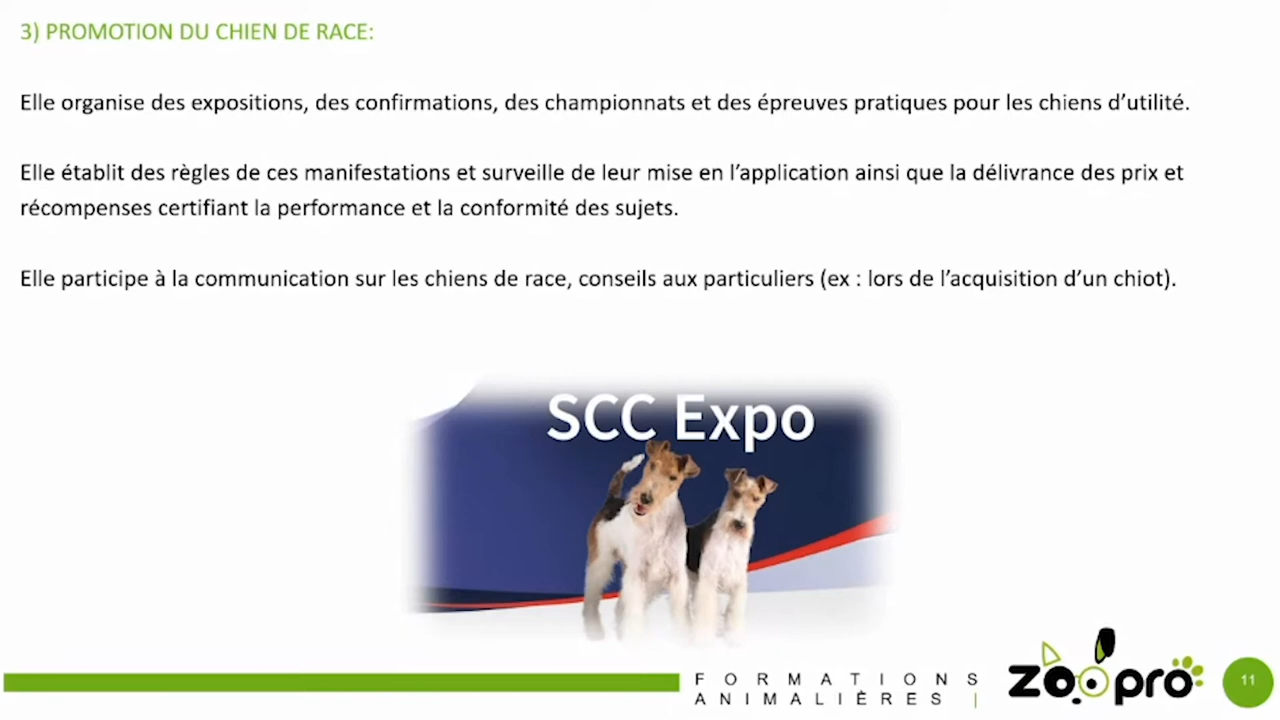 3) PROMOTION DU CHIEN DE RACE:
Elle organise des expositions, des confirmations, des championnats et des épreuves pratiques pour les chiens d’utilité.
Elle établit des règles de ces manifestations et surveille de leur mise en l’application ainsi que la délivrance des prix et
récompenses certifiant la performance et la conformité des sujets.
Elle participe à la communication sur les chiens de race, conseils aux particuliers (ex : lors de l’acquisition d’un chiot).
SCC Expo
FORMATIONS
ANIMALIÈRES |
zoopro
11